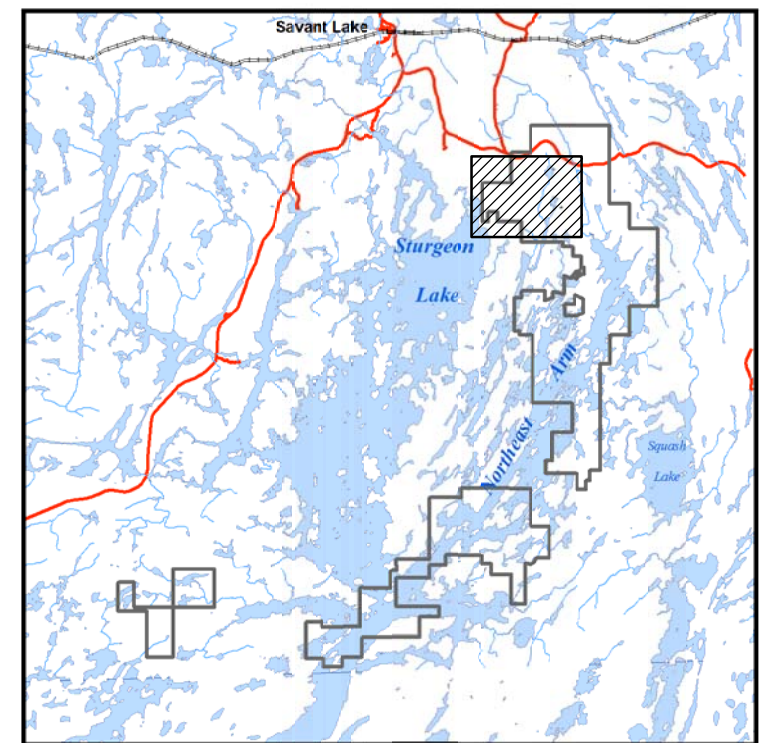 Savant Lake
Sturgeon
Lake
Northeast Arm
Squash
Lake